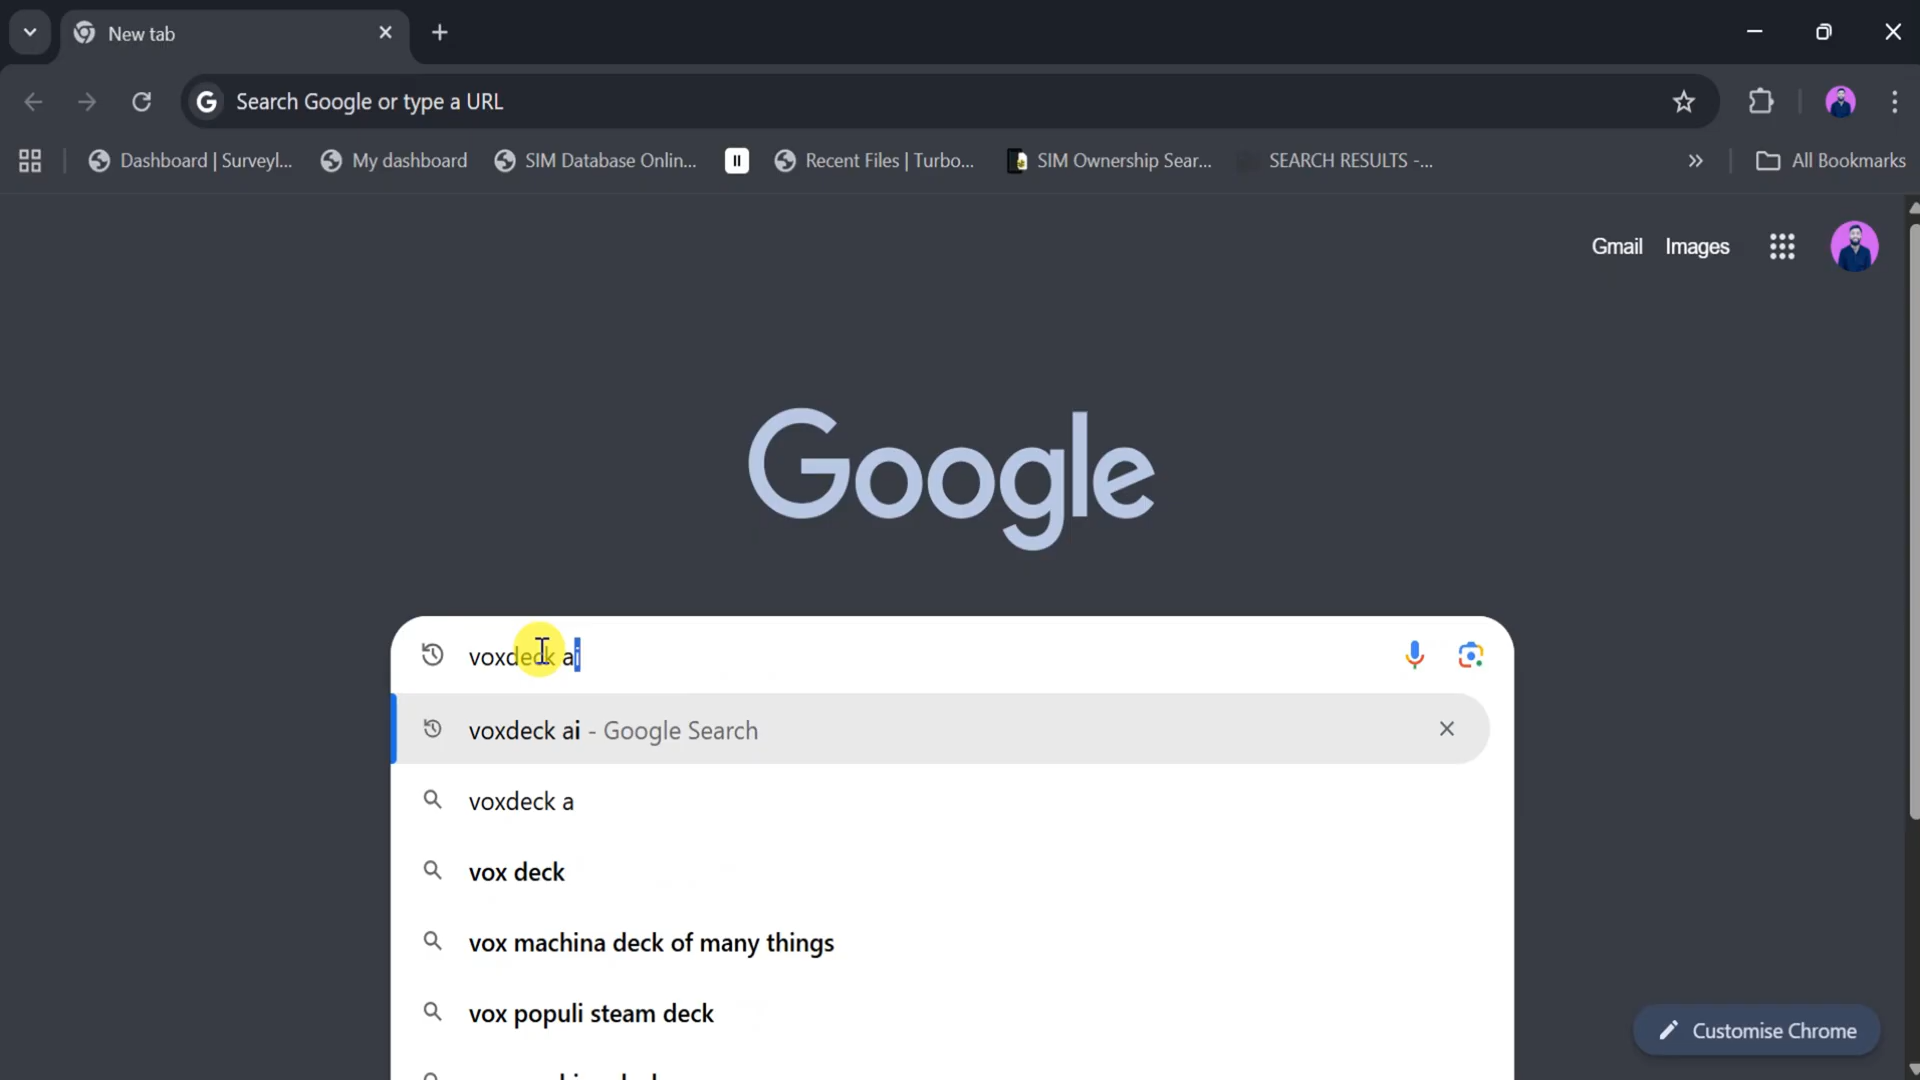 New tab
Search Google or type a URL
Dashboard | Surveyl... My dashboard SIM Database Onlin... Recent Files | Turbo... SIM Ownership Sear... SEARCH RESULTS -... All Bookmarks
Gmail Images
Google
voxdeck ai
voxdeck ai - Google Search
voxdeck a
vox deck
vox machina deck of many things
vox populi steam deck
Customise Chrome